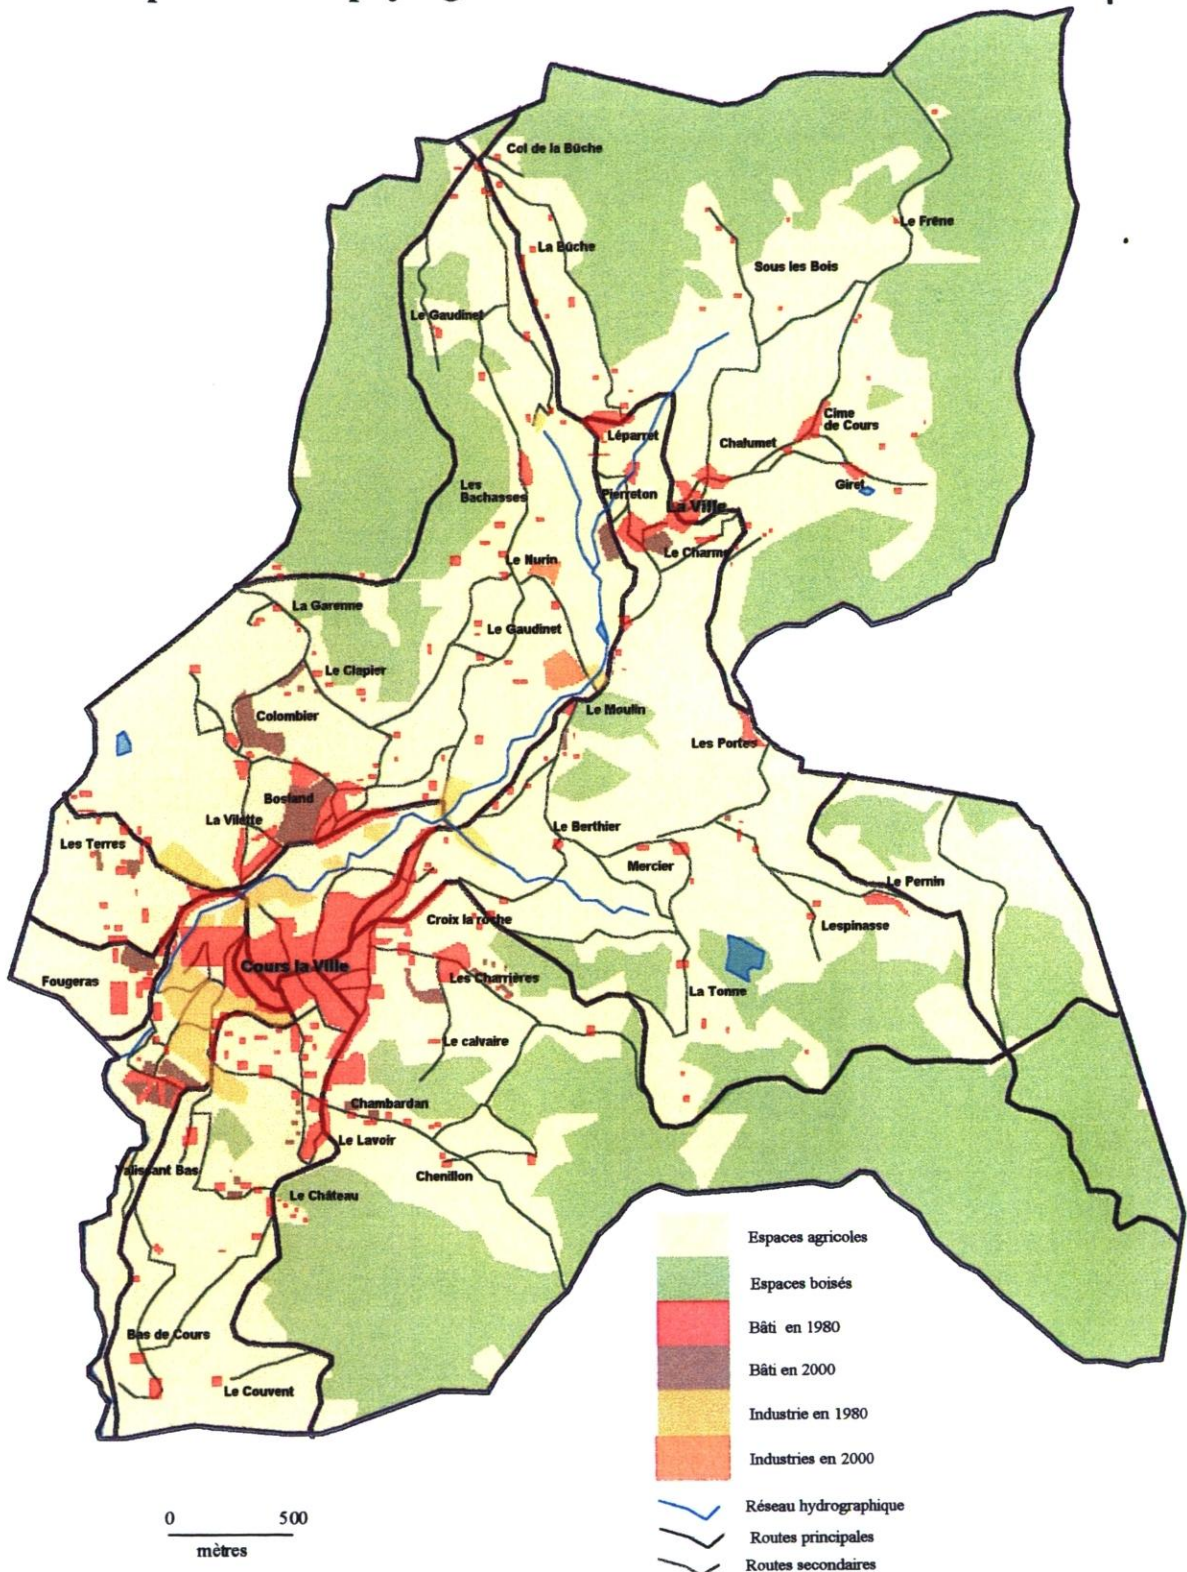 Col de la Bûche
Le Frêne
La Bûche
Sous les Bois
Le Gaudinet
Cime
de Cours
Léparret
Chalumet
Les
Bachasses
Giret
Pierreton
La Ville
Le Charme
Le Nurin
La Garenne
Le Gaudinet
Le Clapier
Colombier
Le Moulin
Les Portes
Bosland
La Vilette
Le Berthier
Les Terres
Mercier
Le Pernin
Croix la roche
Lespinasse
Cours la Ville
Fougeras
Les Charrières
La Tonne
Le calvaire
Chambardan
Le Lavoir
Valissant Bas
Chenillon
Le Château
Bas de Cours
Le Couvent
Espaces agricoles
Espaces boisés
Bâti en 1980
Bâti en 2000
Industrie en 1980
Industries en 2000
Réseau hydrographique
Routes principales
Routes secondaires
0 500
mètres